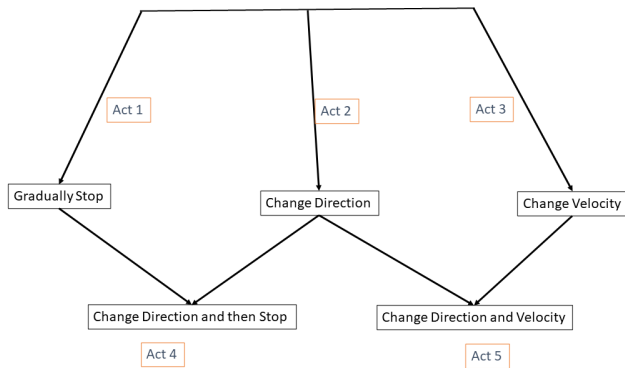 Act 1
Act 2
Act 3
Gradually Stop
Change Direction
Change Velocity
Change Direction and then Stop
Change Direction and Velocity
Act 4
Act 5